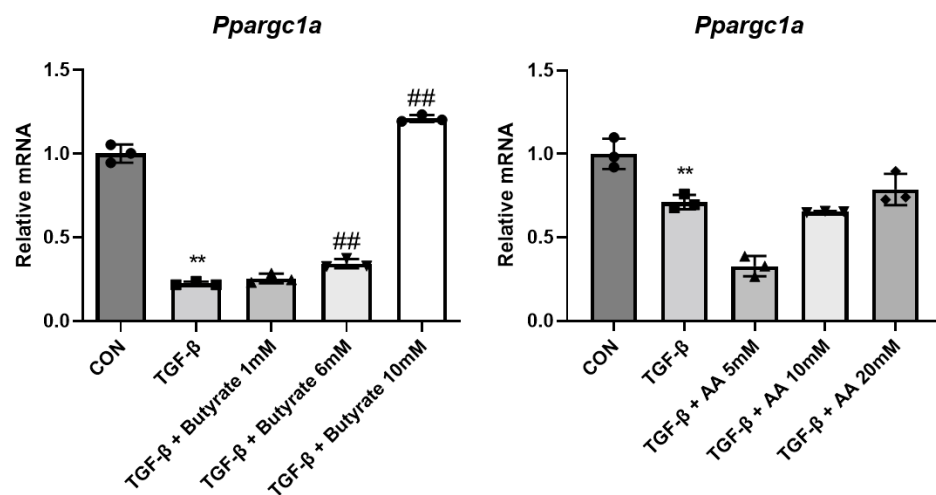 Ppargc1a
Relative mRNA
1.5
1.0
0.5
0.0
**
##
##
CON
TGF-β
TGF-β + Butyrate 1mM
TGF-β + Butyrate 6mM
TGF-β + Butyrate 10mM
Ppargc1a
Relative mRNA
1.5
1.0
0.5
0.0
**
CON
TGF-β
TGF-β + AA 5mM
TGF-β + AA 10mM
TGF-β + AA 20mM